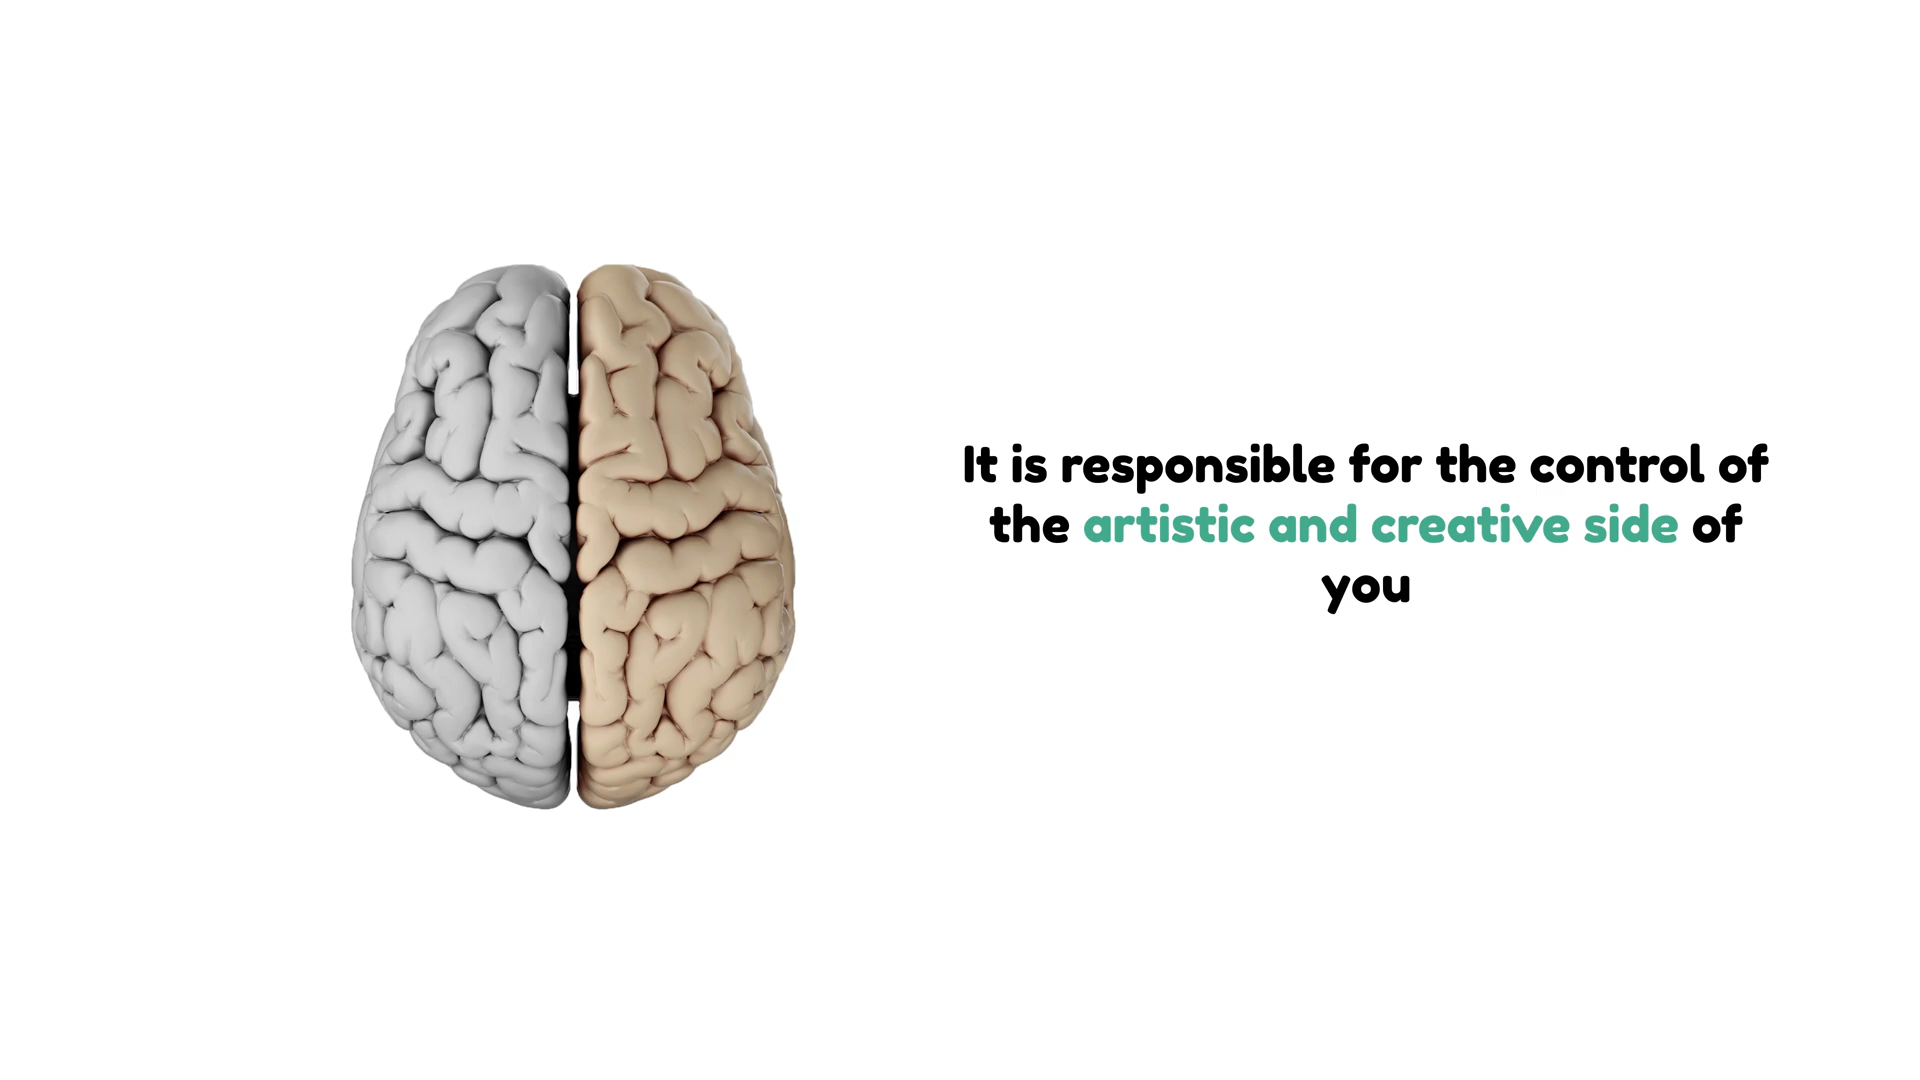 It is responsible for the control of
the artistic and creative side of
you